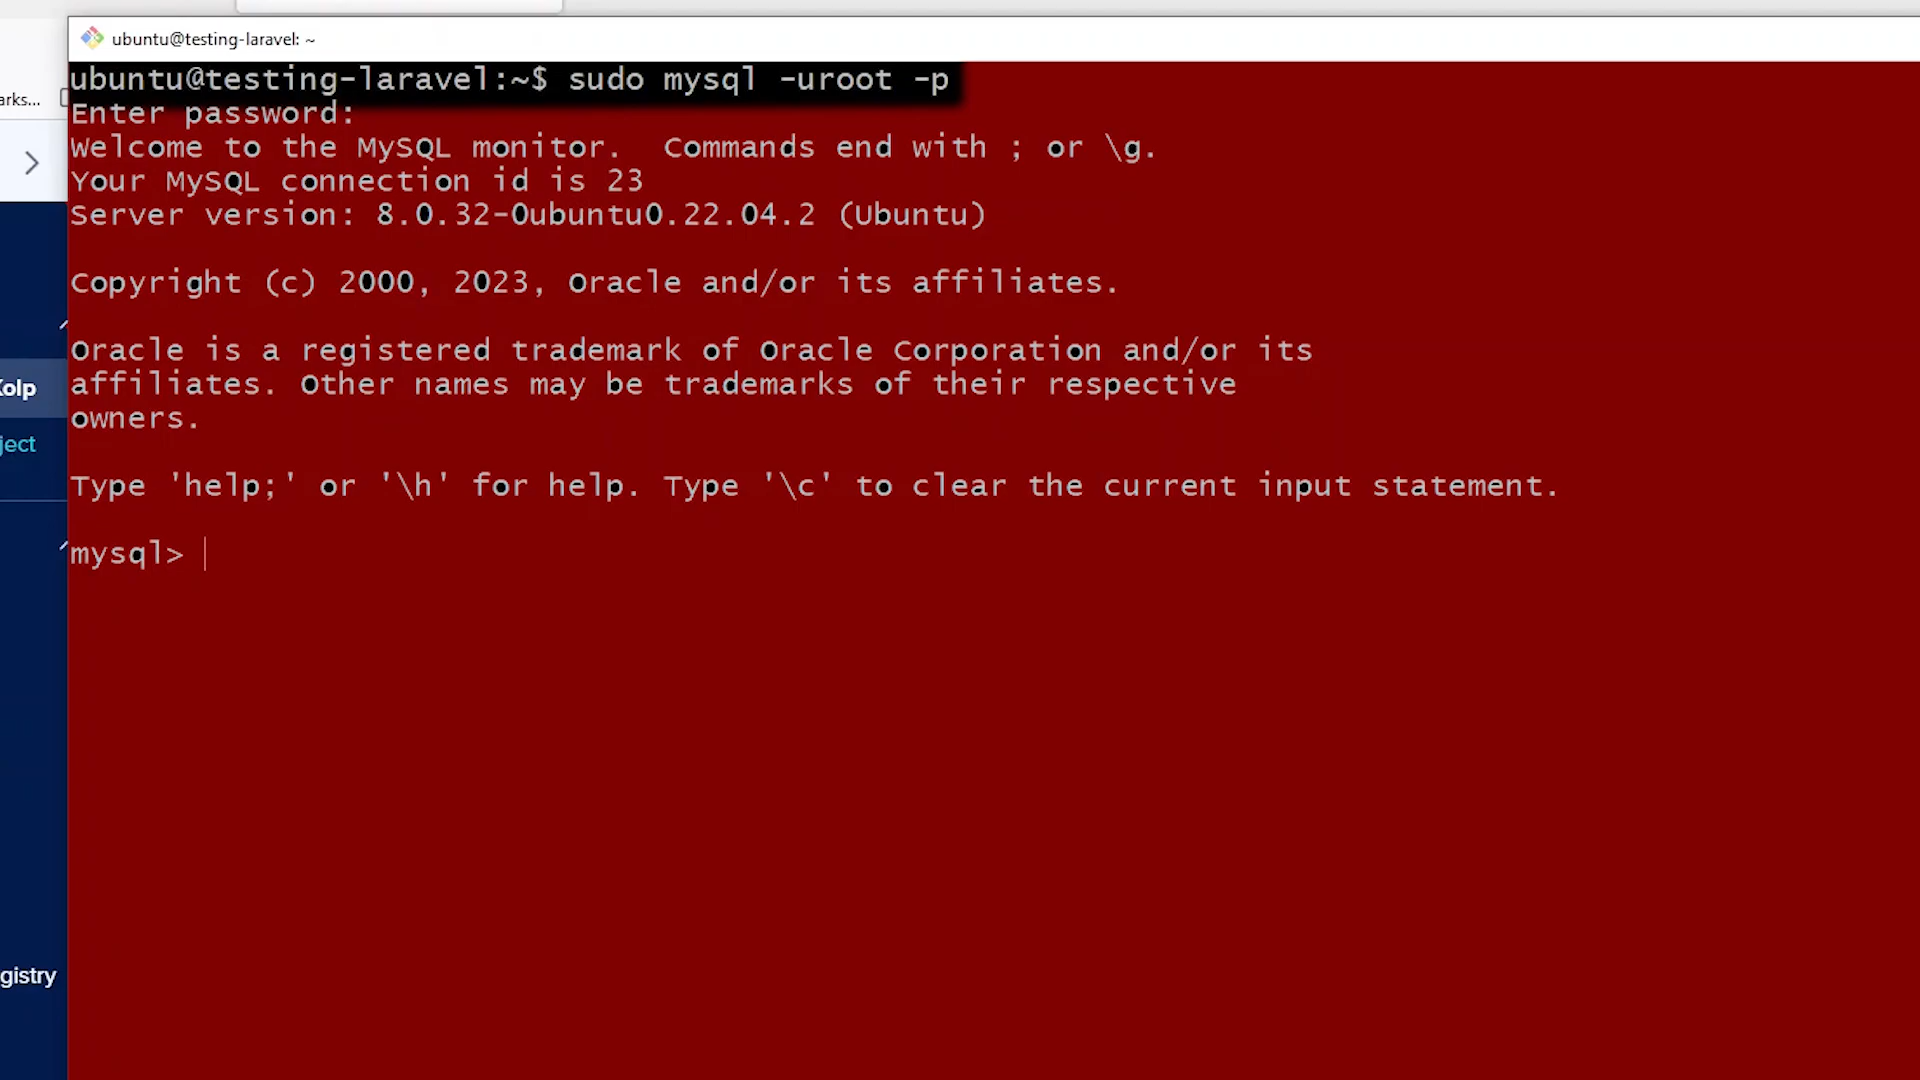 ubuntu@testing-laravel: ~
ubuntu@testing-laravel:~$ sudo mysql -uroot -p
Enter password:
Welcome to the MySQL monitor.  Commands end with ; or \g.
Your MySQL connection id is 23
Server version: 8.0.32-0ubuntu0.22.04.2 (Ubuntu)
Copyright (c) 2000, 2023, Oracle and/or its affiliates.
Oracle is a registered trademark of Oracle Corporation and/or its
affiliates. Other names may be trademarks of their respective
owners.
Type 'help;' or '\h' for help. Type '\c' to clear the current input statement.
mysql>
arks...
Kolp
ject
gistry